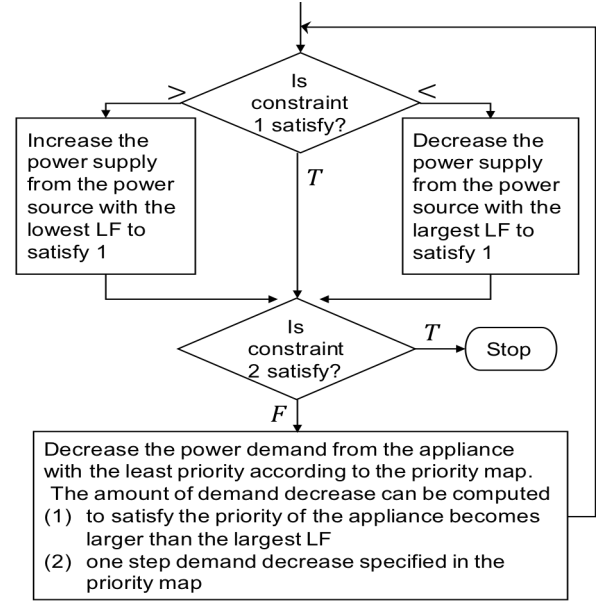 Is
constraint
1 satisfy?
>
<
Increase the
power supply
from the power
source with the
lowest LF to
satisfy 1
T
Decrease the
power supply
from the power
source with the
largest LF to
satisfy 1
Is
constraint
2 satisfy?
T
Stop
F
Decrease the power demand from the appliance
with the least priority according to the priority map.
The amount of demand decrease can be computed
(1) to satisfy the priority of the appliance becomes
larger than the largest LF
(2) one step demand decrease specified in the
priority map